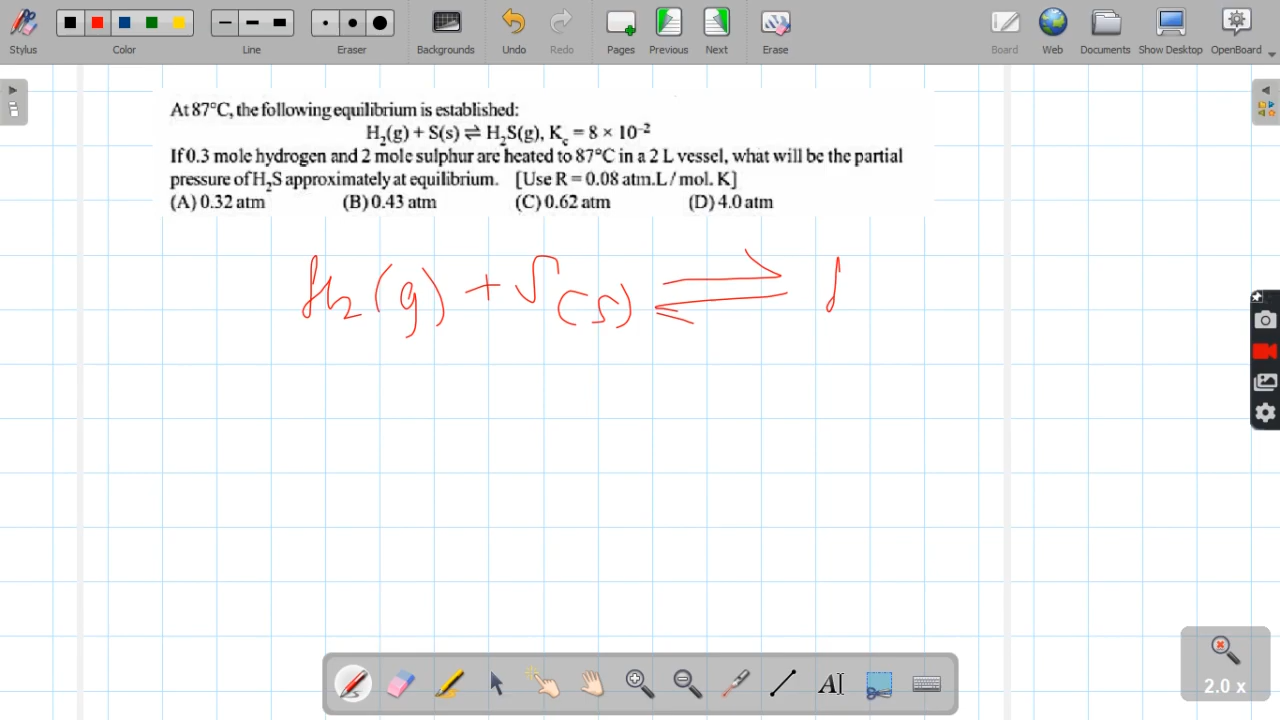 Stylus
Color
Line
Eraser
Backgrounds
Undo
Redo
Pages
Previous
Next
Erase
Board
Web
Documents
Show Desktop
OpenBoard
At 87°C, the following equilibrium is established:
H₂(g) + S(s) ⇌ H₂S(g), K_c = 8 × 10⁻²
If 0.3 mole hydrogen and 2 mole sulphur are heated to 87°C in a 2 L vessel, what will be the partial
pressure of H₂S approximately at equilibrium. [Use R = 0.08 atm.L / mol. K]
(A) 0.32 atm (B) 0.43 atm (C) 0.62 atm (D) 4.0 atm
H₂ (g) + S (s) ⇌
2.0 x